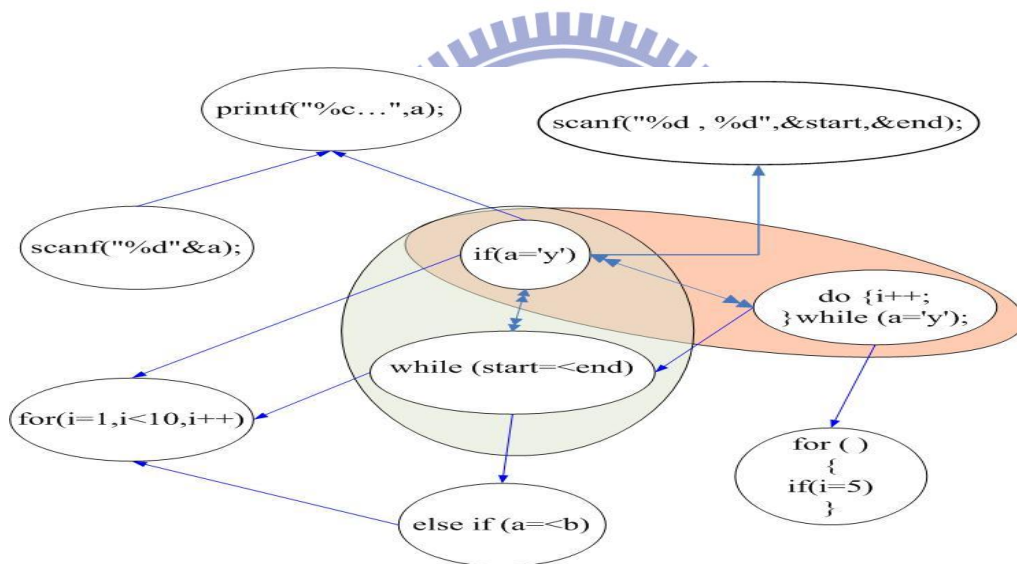 printf("%c…",a);
scanf("%d , %d",&start,&end);
scanf("%d"&a);
if(a='y')
do {i++;
}while (a='y');
while (start=<end)
for(i=1,i<10,i++)
for ( )
{
if(i=5)
}
else if (a=<b)